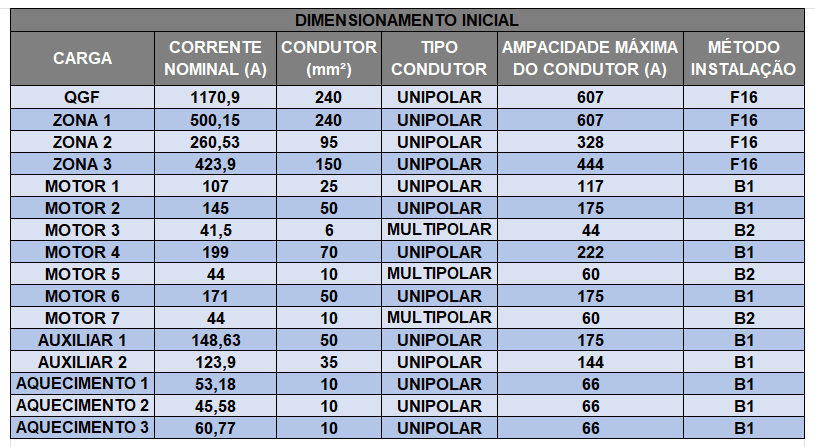 DIMENSIONAMENTO INICIAL
CARGA CORRENTE NOMINAL (A) CONDUTOR (mm²) TIPO CONDUTOR AMPACIDADE MÁXIMA DO CONDUTOR (A) MÉTODO INSTALAÇÃO
QGF 1170,9 240 UNIPOLAR 607 F16
ZONA 1 500,15 240 UNIPOLAR 607 F16
ZONA 2 260,53 95 UNIPOLAR 328 F16
ZONA 3 423,9 150 UNIPOLAR 444 F16
MOTOR 1 107 25 UNIPOLAR 117 B1
MOTOR 2 145 50 UNIPOLAR 175 B1
MOTOR 3 41,5 6 MULTIPOLAR 44 B2
MOTOR 4 199 70 UNIPOLAR 222 B1
MOTOR 5 44 10 MULTIPOLAR 60 B2
MOTOR 6 171 50 UNIPOLAR 175 B1
MOTOR 7 44 10 MULTIPOLAR 60 B2
AUXILIAR 1 148,63 50 UNIPOLAR 175 B1
AUXILIAR 2 123,9 35 UNIPOLAR 144 B1
AQUECIMENTO 1 53,18 10 UNIPOLAR 66 B1
AQUECIMENTO 2 45,58 10 UNIPOLAR 66 B1
AQUECIMENTO 3 60,77 10 UNIPOLAR 66 B1